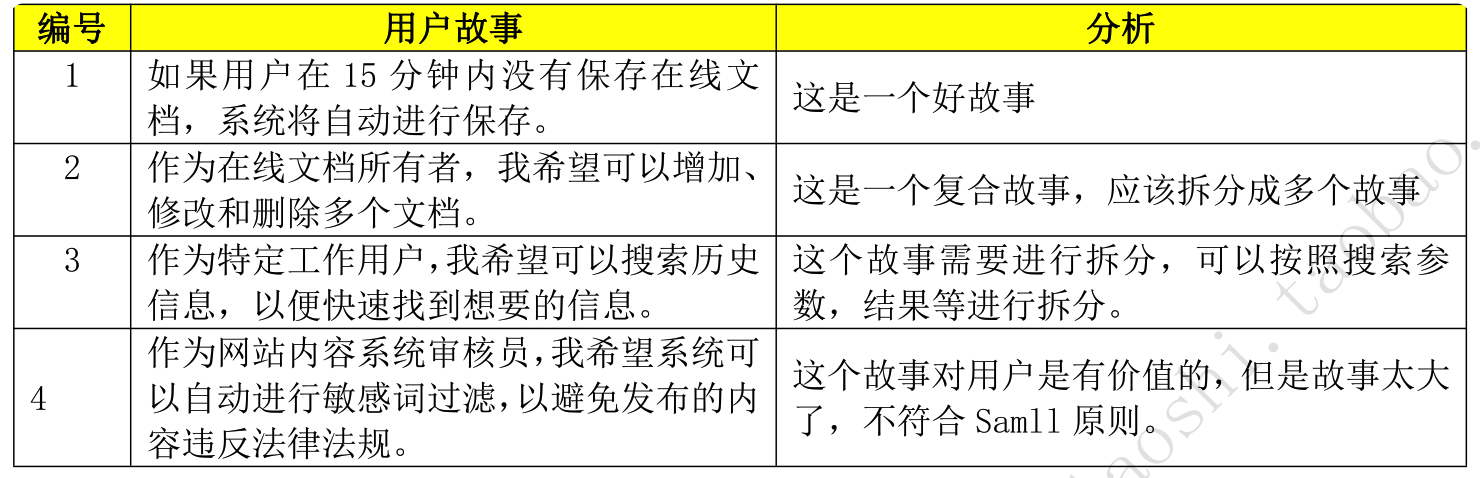 编号 用户故事 分析
1 如果用户在 15 分钟内没有保存在线文
档，系统将自动进行保存。
这是一个好故事
2 作为在线文档所有者，我希望可以增加、
修改和删除多个文档。
这是一个复合故事，应该拆分成多个故事
3 作为特定工作用户,我希望可以搜索历史
信息，以便快速找到想要的信息。
这个故事需要进行拆分，可以按照搜索参
数，结果等进行拆分。
4 作为网站内容系统审核员,我希望系统可
以自动进行敏感词过滤,以避免发布的内
容违反法律法规。
这个故事对用户是有价值的，但是故事太大
了，不符合 Samll 原则。
aoshi.taobao.